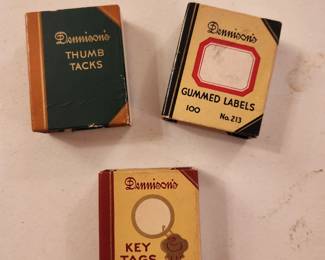 Dennison's
THUMB
TACKS
Dennison's
GUMMED LABELS
100 No. 213
Dennison's
KEY
TAGS